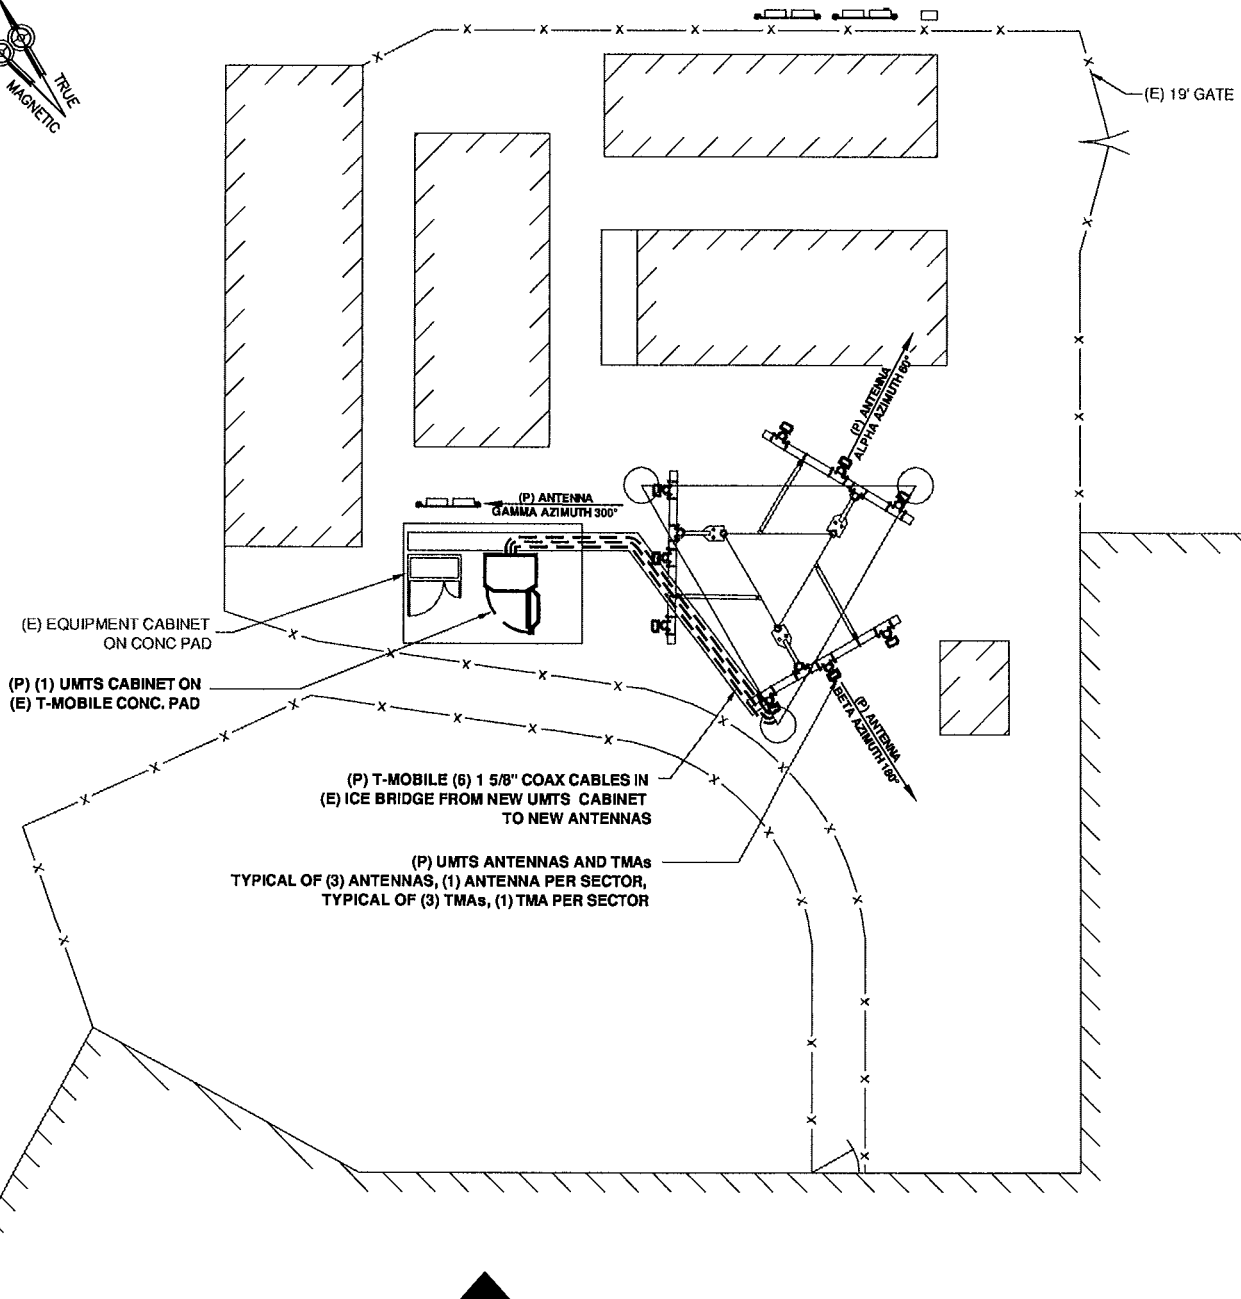 TRUE
MAGNETIC
(E) 19' GATE
(P) ANTENNA
ALPHA AZIMUTH 60°
(P) ANTENNA
GAMMA AZIMUTH 300°
(E) EQUIPMENT CABINET
ON CONC PAD
(P) (1) UMTS CABINET ON
(E) T-MOBILE CONC. PAD
(P) ANTENNA
BETA AZIMUTH 180°
(P) T-MOBILE (6) 1 5/8" COAX CABLES IN
(E) ICE BRIDGE FROM NEW UMTS CABINET
TO NEW ANTENNAS
(P) UMTS ANTENNAS AND TMAs
TYPICAL OF (3) ANTENNAS, (1) ANTENNA PER SECTOR,
TYPICAL OF (3) TMAs, (1) TMA PER SECTOR